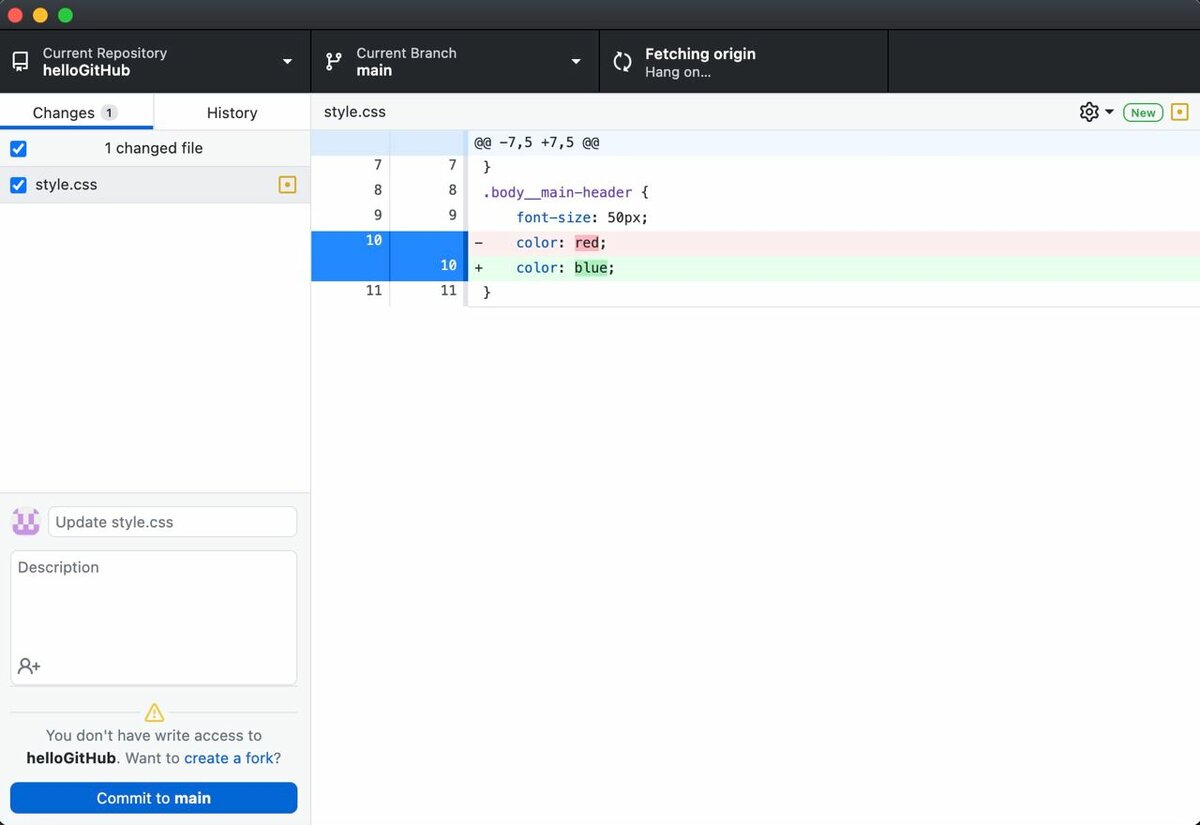 Current Repository
helloGitHub
Current Branch
main
Fetching origin
Hang on...
Changes 1
History
style.css
New
1 changed file
style.css
@@ -7,5 +7,5 @@
7 7 }
8 8 .body__main-header {
9 9 font-size: 50px;
10 - color: red;
10 + color: blue;
11 11 }
Update style.css
Description
You don't have write access to
helloGitHub. Want to create a fork?
Commit to main